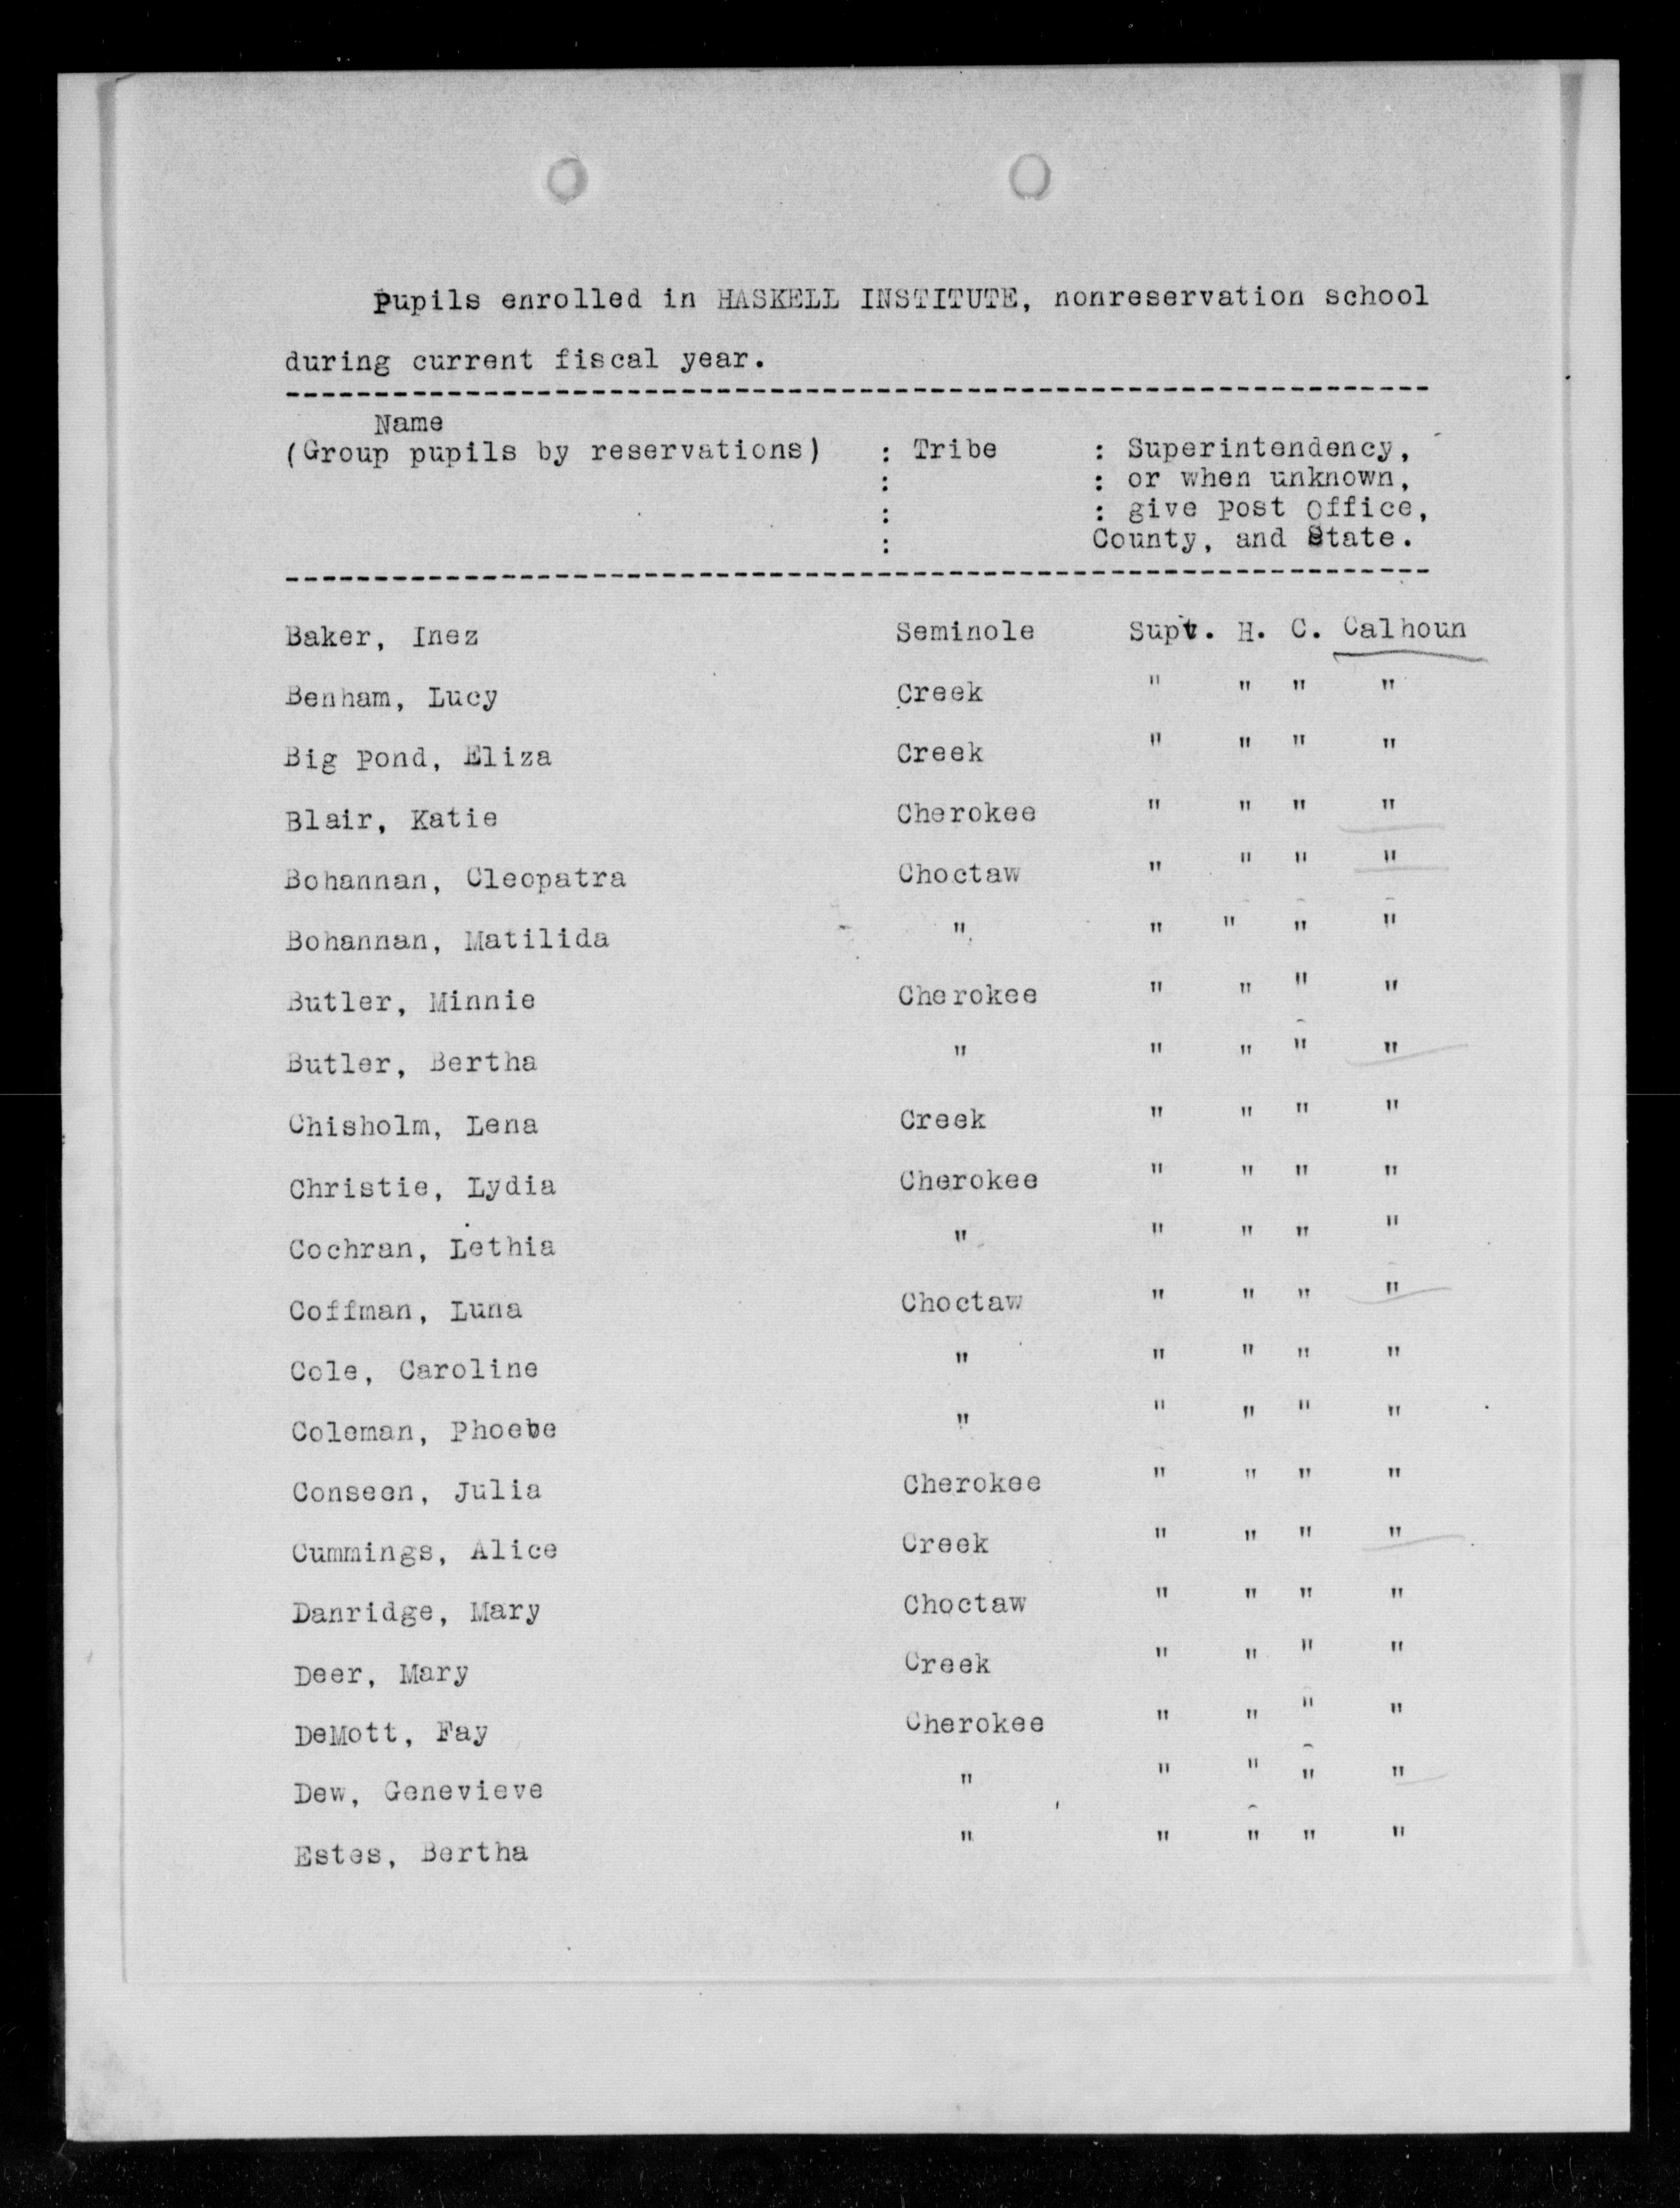 Pupils enrolled in HASKELL INSTITUTE, nonreservation school
during current fiscal year.
Name
(Group pupils by reservations) : Tribe : Superintendency,
: : or when unknown,
: : give Post Office,
: County, and State.
Baker, Inez Seminole Supt. H. C. Calhoun
Benham, Lucy Creek " " " "
Big Pond, Eliza Creek " " " "
Blair, Katie Cherokee " " " "
Bohannan, Cleopatra Choctaw " " " "
Bohannan, Matilida " " " " "
Butler, Minnie Cherokee " " " "
Butler, Bertha " " " " "
Chisholm, Lena Creek " " " "
Christie, Lydia Cherokee " " " "
Cochran, Lethia " " " " "
Coffman, Luna Choctaw " " " "
Cole, Caroline " " " " "
Coleman, Phoebe " " " " "
Conseen, Julia Cherokee " " " "
Cummings, Alice Creek " " " "
Danridge, Mary Choctaw " " " "
Deer, Mary Creek " " " "
DeMott, Fay Cherokee " " " "
Dew, Genevieve " " " " "
Estes, Bertha " " " " "